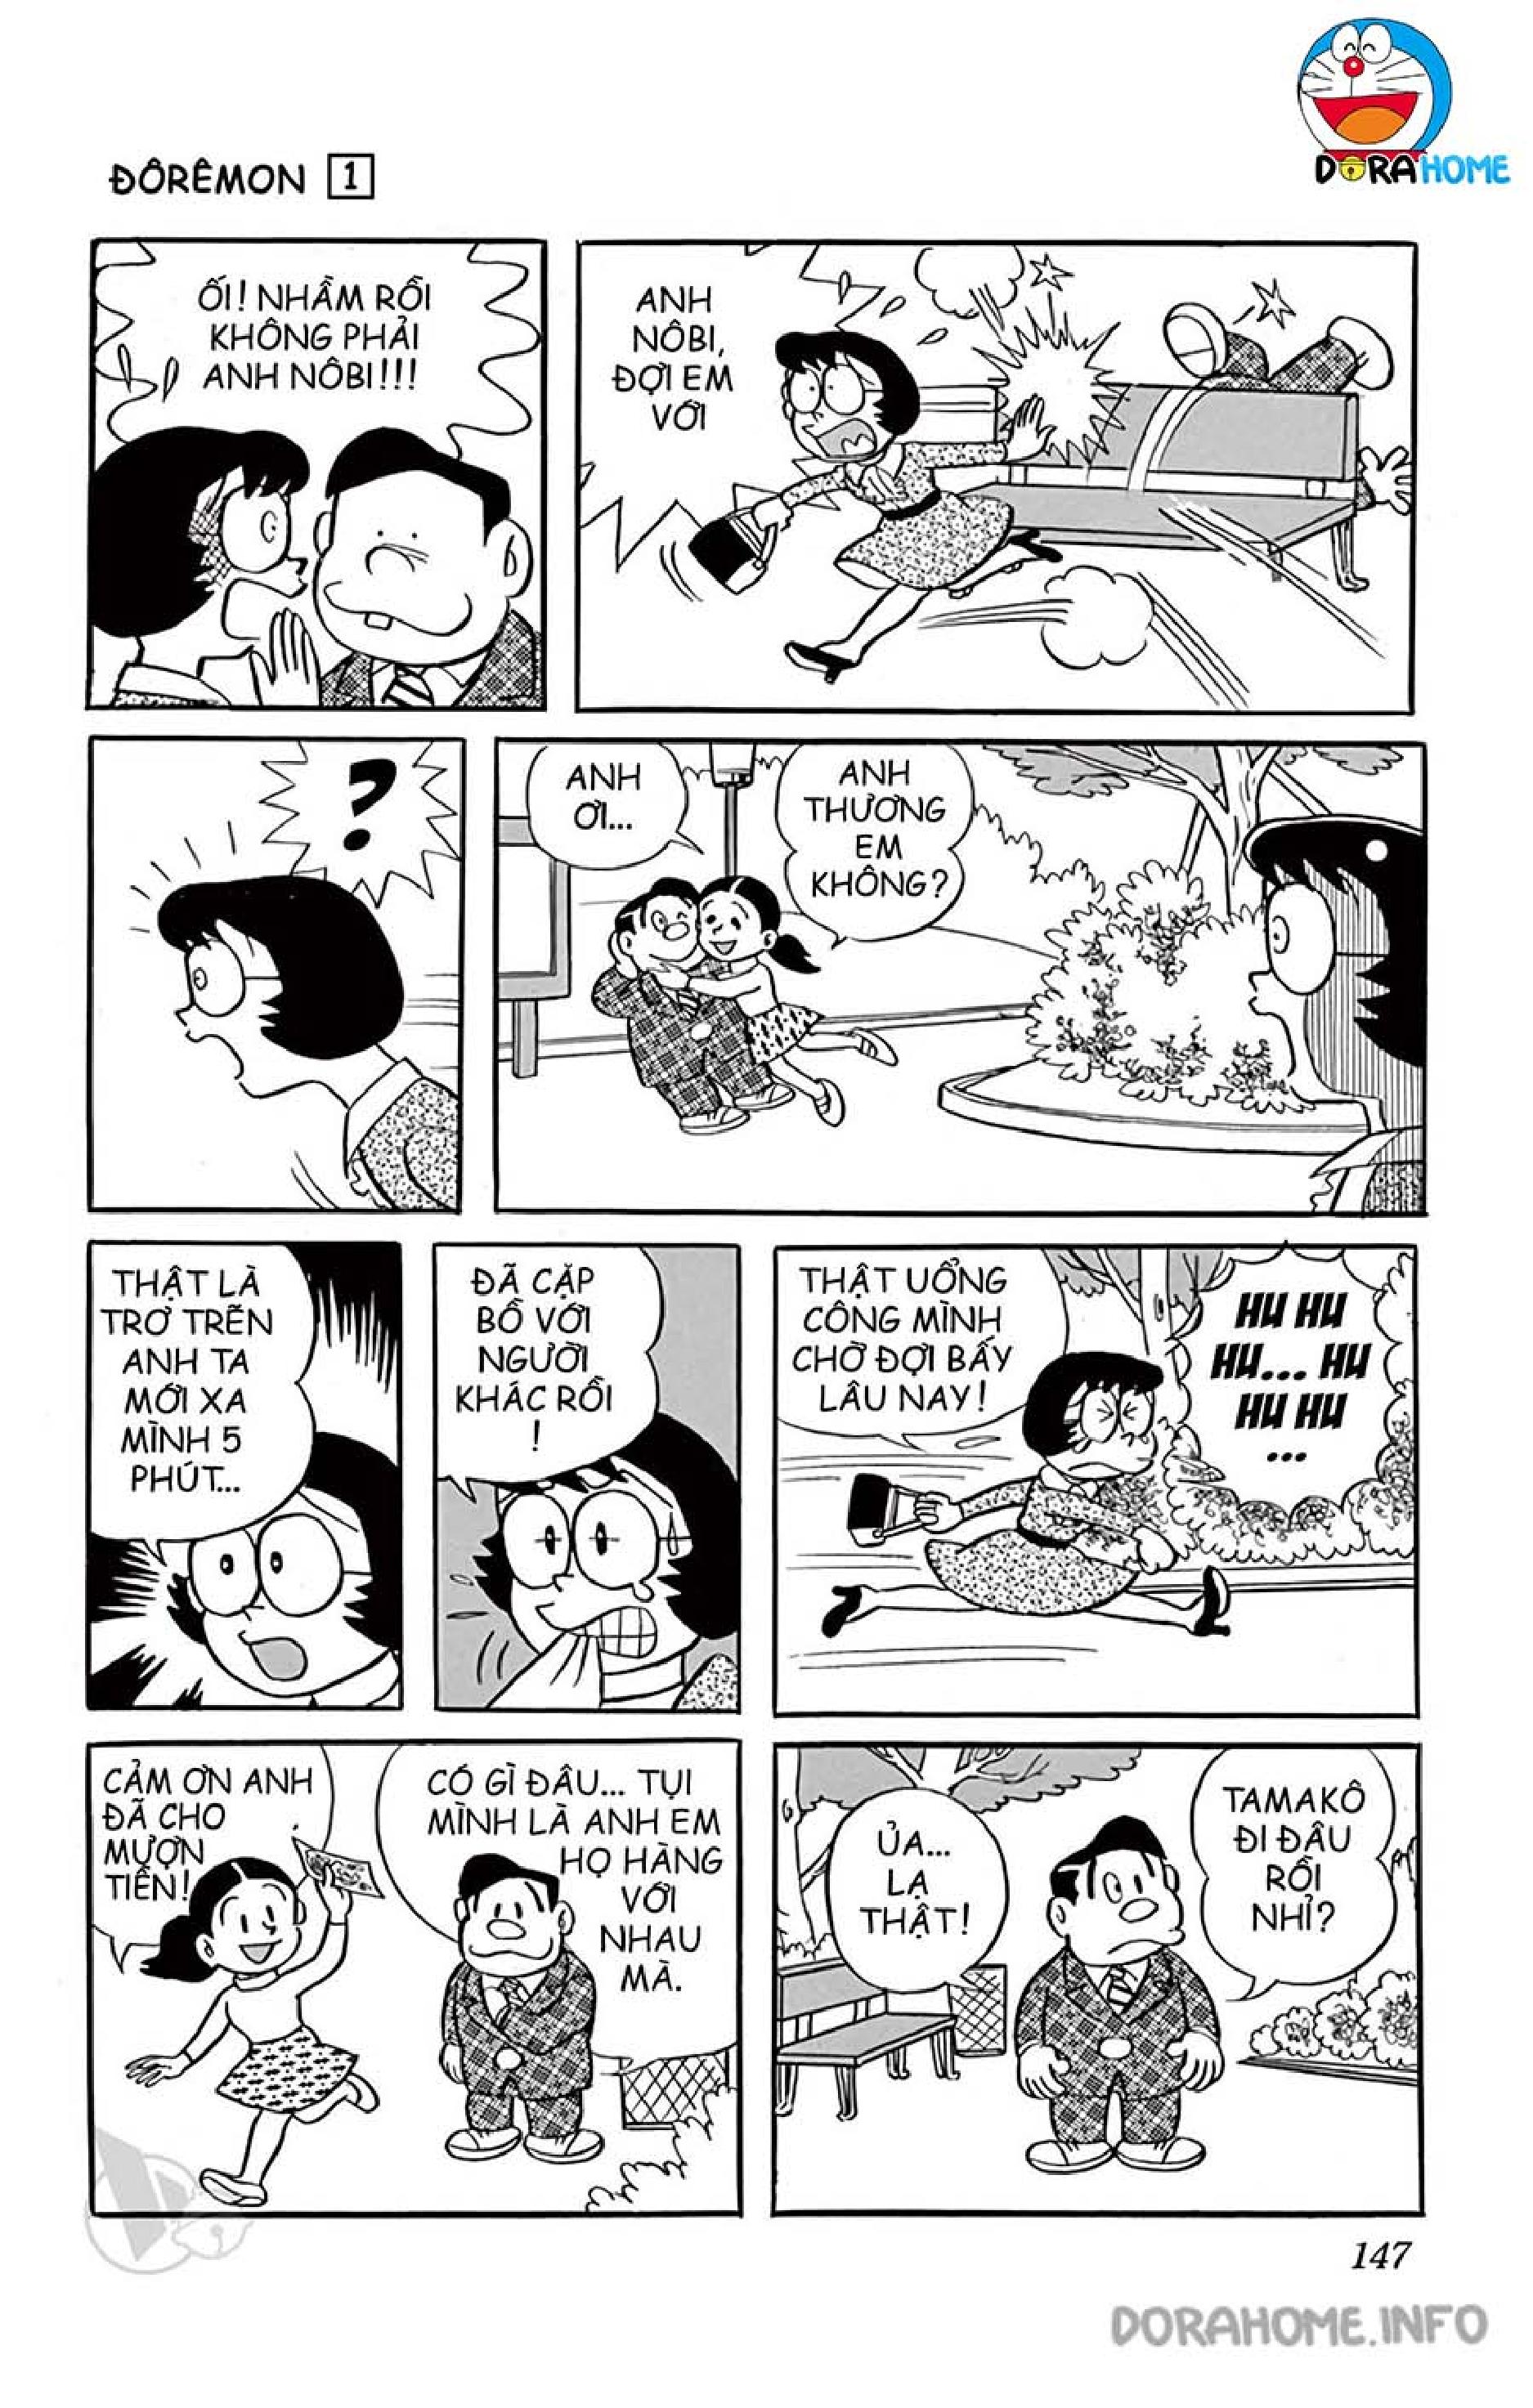 DORAHOME
ĐÔRÊMON 1
ỐI! NHẦM RỒI
KHÔNG PHẢI
ANH NÔBI!!!
ANH
NÔBI,
ĐỢI EM
VỚI
?
ANH
ƠI...
ANH
THƯƠNG
EM
KHÔNG?
THẬT LÀ
TRƠ TRẼN
ANH TA
MỚI XA
MÌNH 5
PHÚT...
ĐÃ CẶP
BỒ VỚI
NGƯỜI
KHÁC RỒI
!
THẬT UỔNG
CÔNG MÌNH
CHỜ ĐỢI BẤY
LÂU NAY!
HU HU
HU... HU
HU HU
...
CẢM ƠN ANH
ĐÃ CHO
MƯỢN
TIỀN!
CÓ GÌ ĐÂU... TỤI
MÌNH LÀ ANH EM
HỌ HÀNG
VỚI
NHAU
MÀ.
ỦA...
LẠ
THẬT!
TAMAKÔ
ĐI ĐÂU
RỒI
NHỈ?
147
DORAHOME.INFO